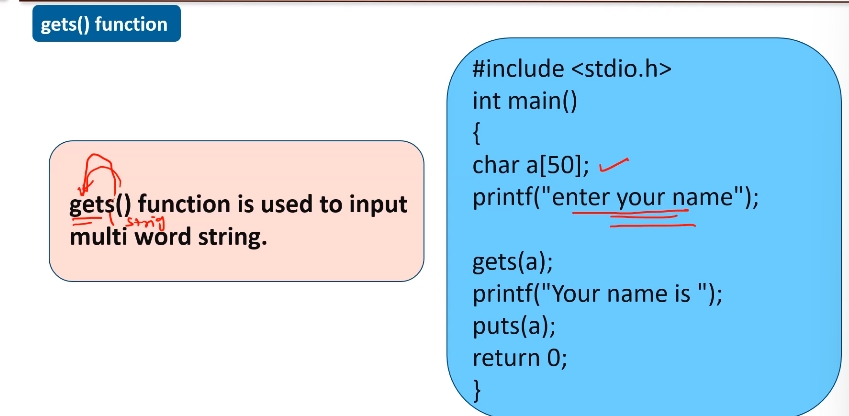 gets() function
gets() function is used to input
string
multi word string.
#include <stdio.h>
int main()
{
char a[50];
printf("enter your name");
gets(a);
printf("Your name is ");
puts(a);
return 0;
}